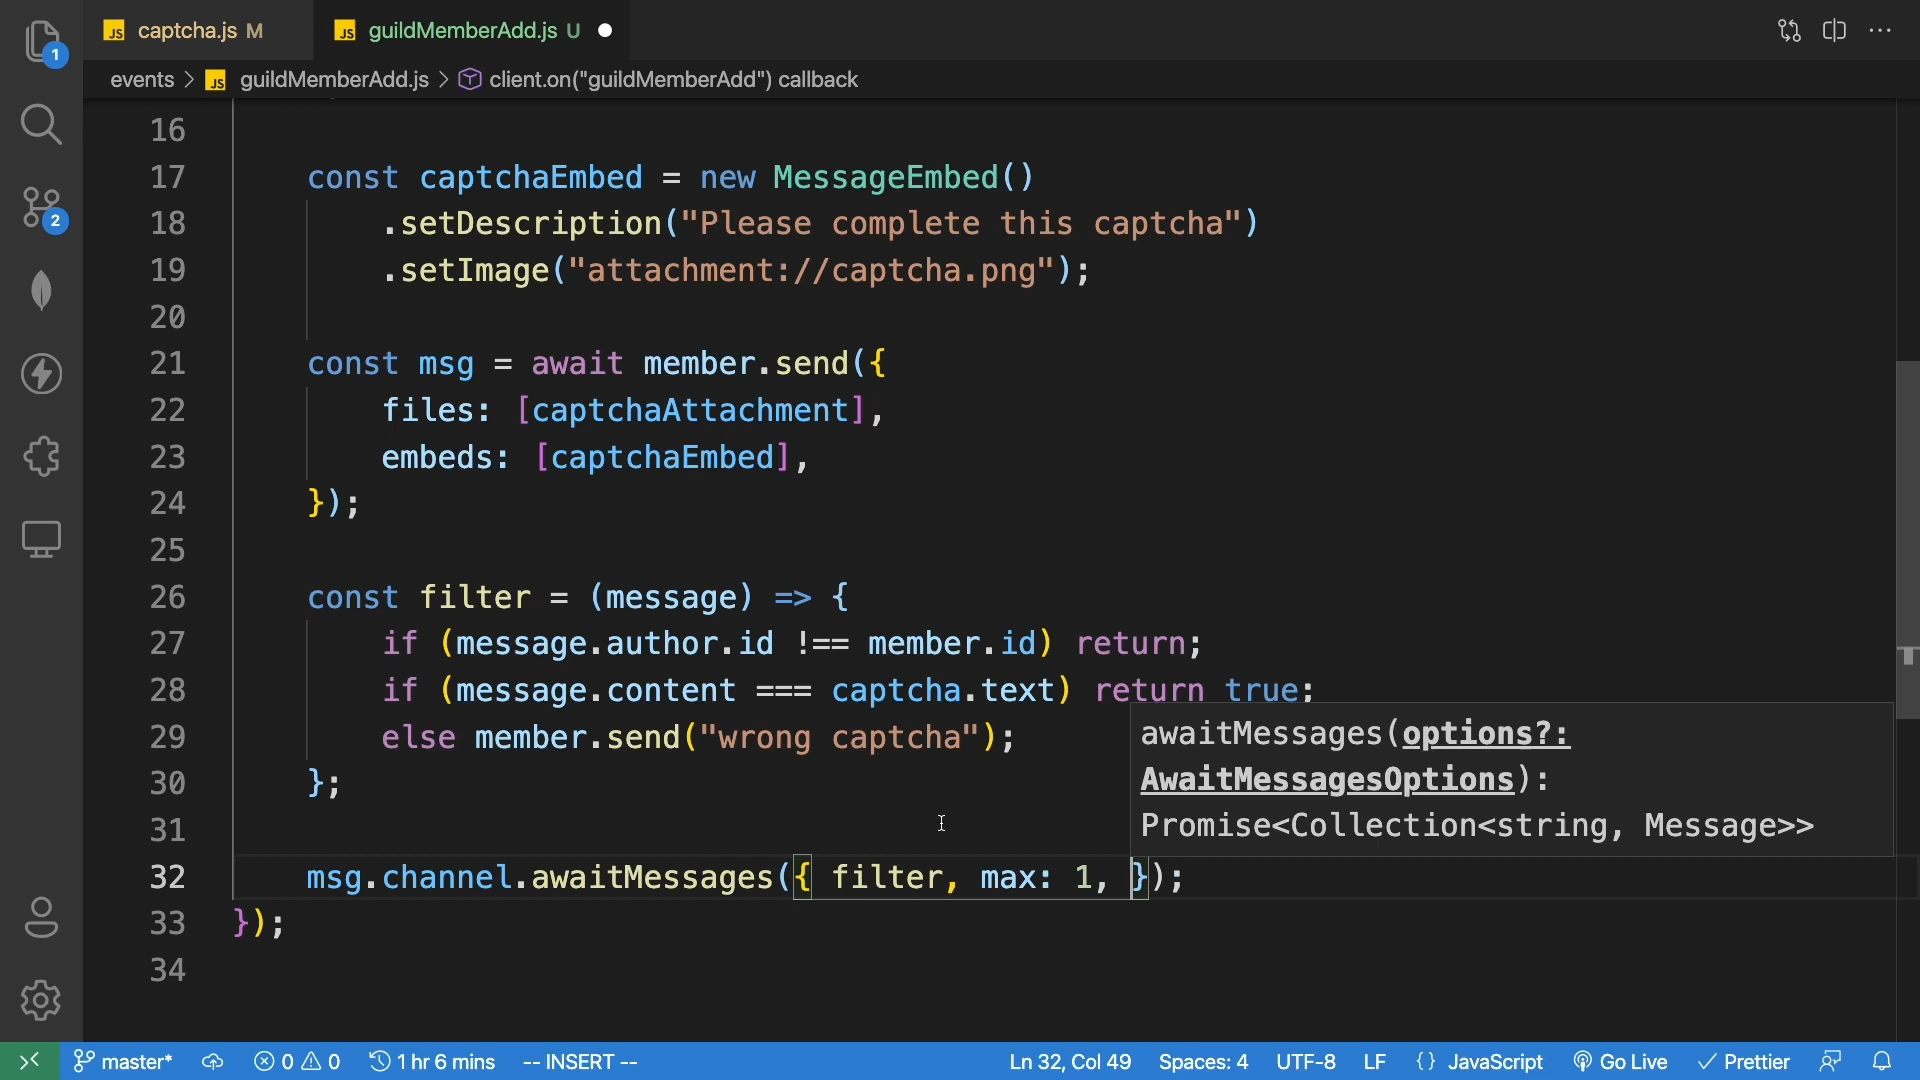 1
JS captcha.js M
JS guildMemberAdd.js U
events > JS guildMemberAdd.js > client.on("guildMemberAdd") callback
2
16
17 const captchaEmbed = new MessageEmbed()
18 .setDescription("Please complete this captcha")
19 .setImage("attachment://captcha.png");
20
21 const msg = await member.send({
22 files: [captchaAttachment],
23 embeds: [captchaEmbed],
24 });
25
26 const filter = (message) => {
27 if (message.author.id !== member.id) return;
28 if (message.content === captcha.text) return true;
29 else member.send("wrong captcha");
30 };
31
32 msg.channel.awaitMessages({ filter, max: 1, });
33 });
34
awaitMessages(options?:
AwaitMessagesOptions):
Promise<Collection<string, Message>>
master* 0 0 1 hr 6 mins -- INSERT -- Ln 32, Col 49 Spaces: 4 UTF-8 LF {} JavaScript Go Live Prettier